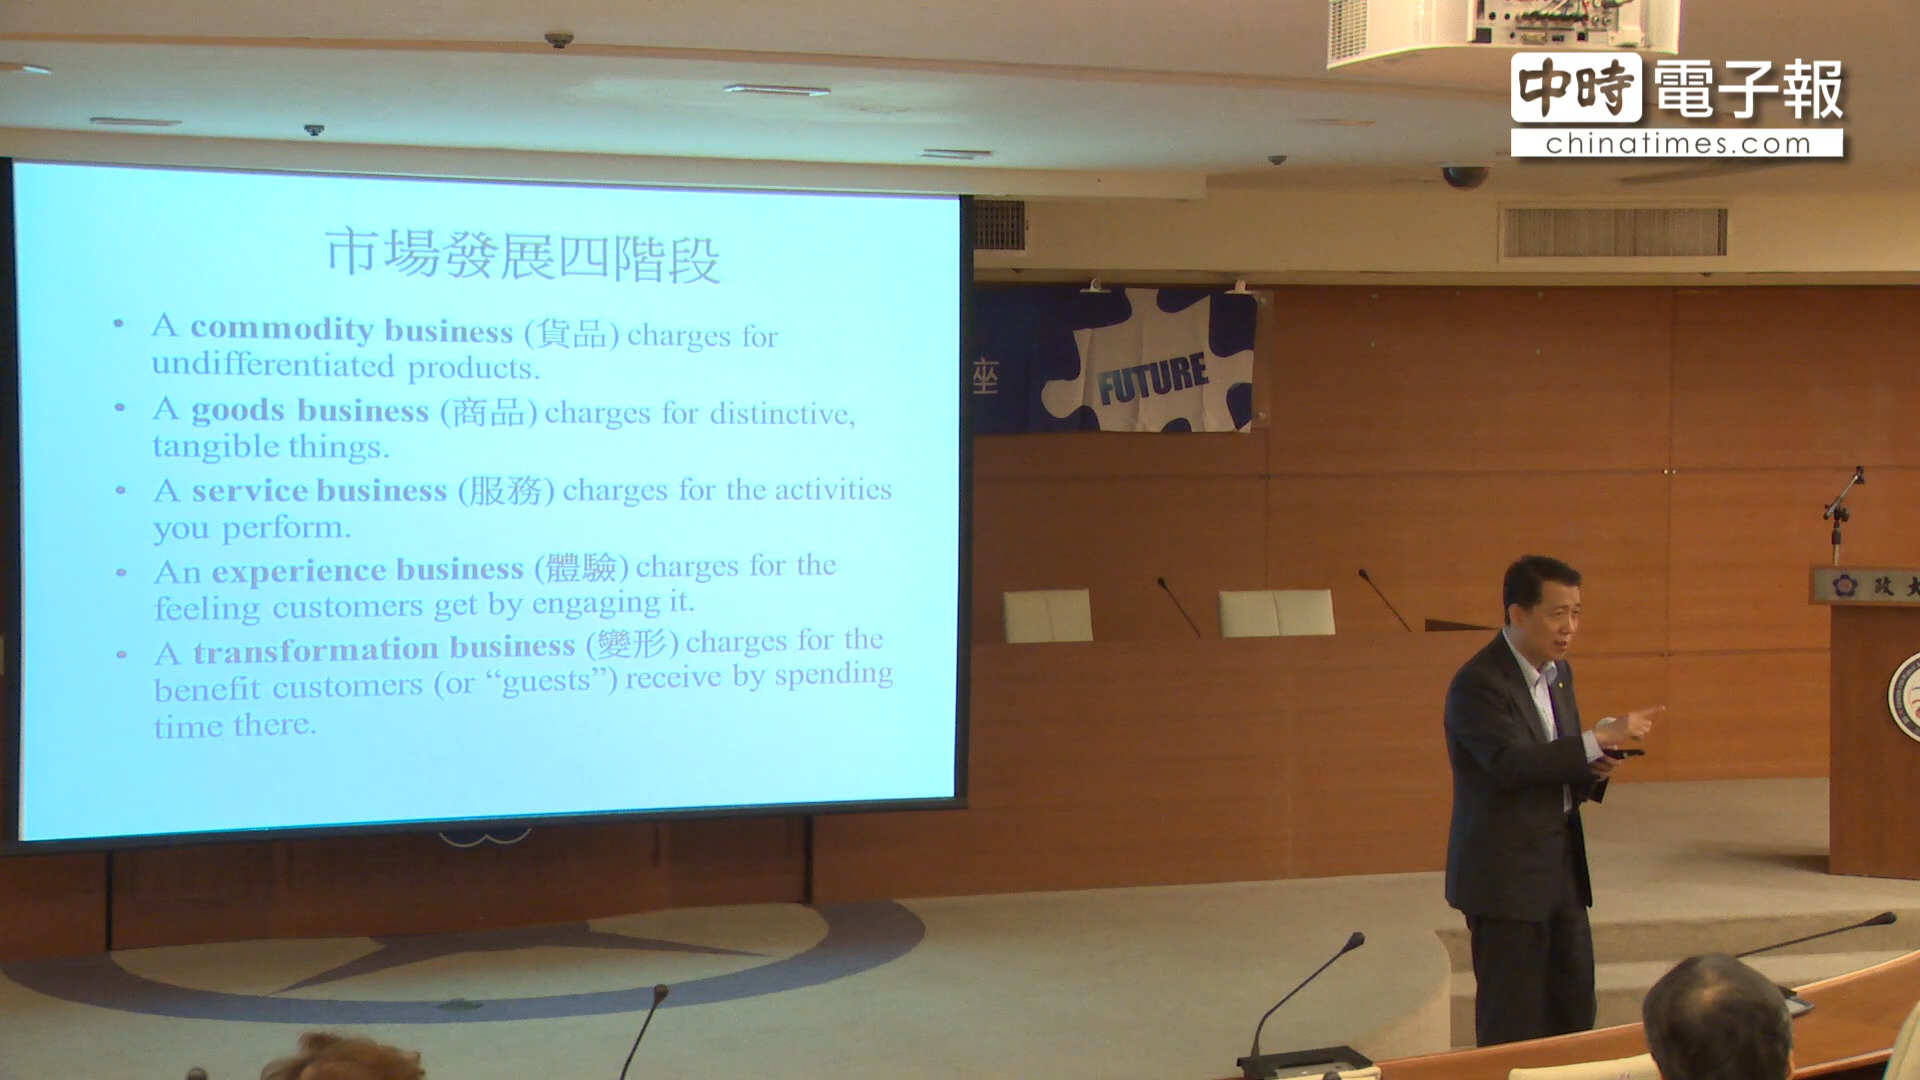 中時 電子報
chinatimes.com
市場發展四階段
• A commodity business (貨品) charges for
undifferentiated products.
• A goods business (商品) charges for distinctive,
tangible things.
• A service business (服務) charges for the activities
you perform.
• An experience business (體驗) charges for the
feeling customers get by engaging it.
• A transformation business (變形) charges for the
benefit customers (or “guests”) receive by spending
time there.
座
FUTURE
政大